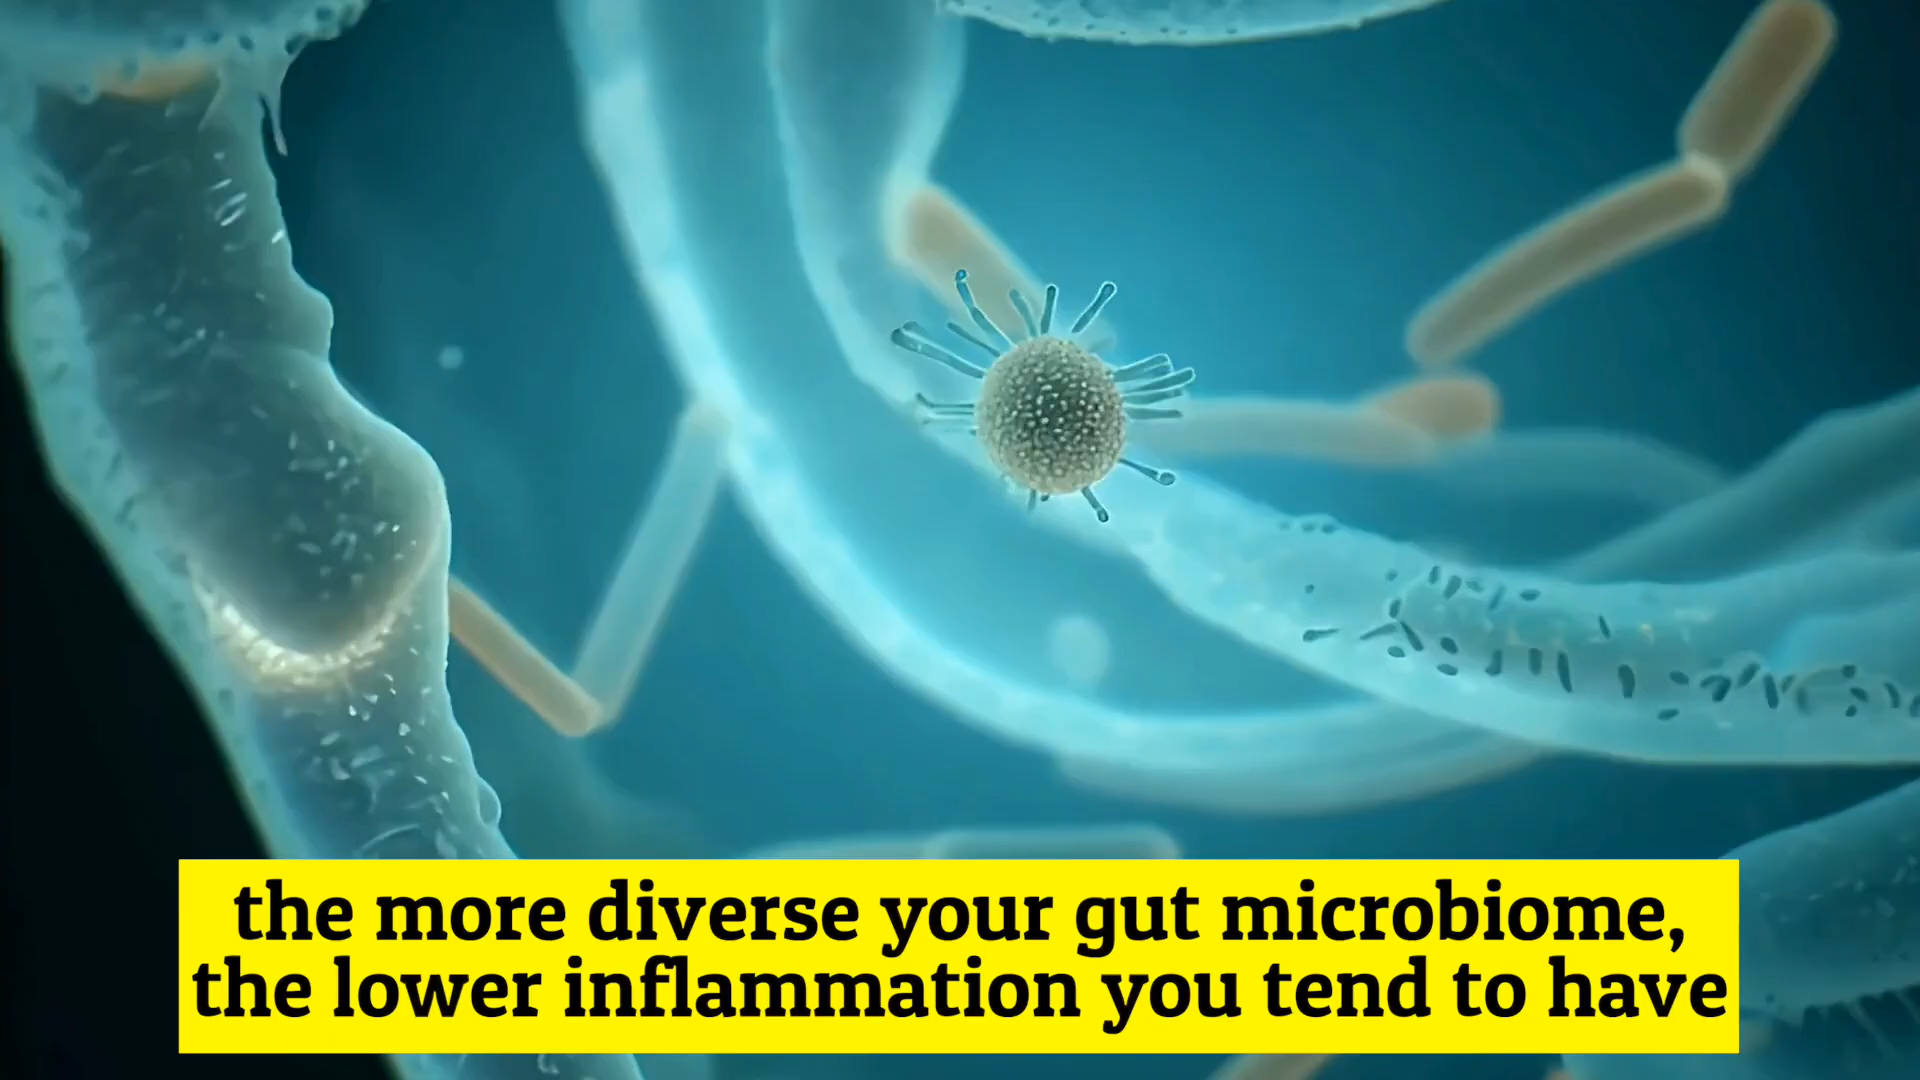 the more diverse your gut microbiome,
the lower inflammation you tend to have